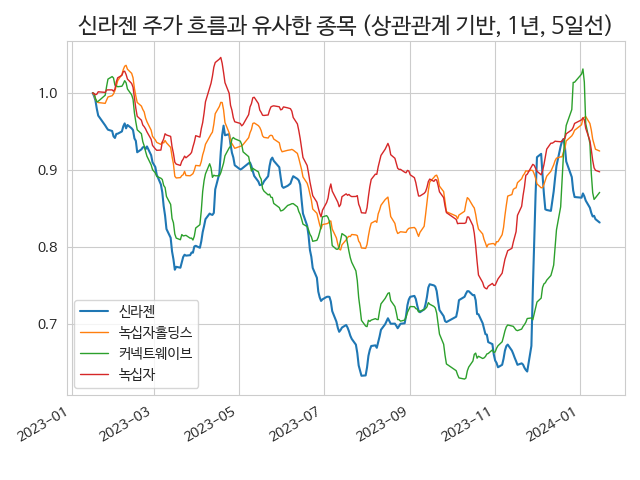 신라젠 주가 흐름과 유사한 종목 (상관관계 기반, 1년, 5일선)
1.0
0.9
0.8
0.7
신라젠
녹십자홀딩스
커넥트웨이브
녹십자
2023-01
2023-03
2023-05
2023-07
2023-09
2023-11
2024-01